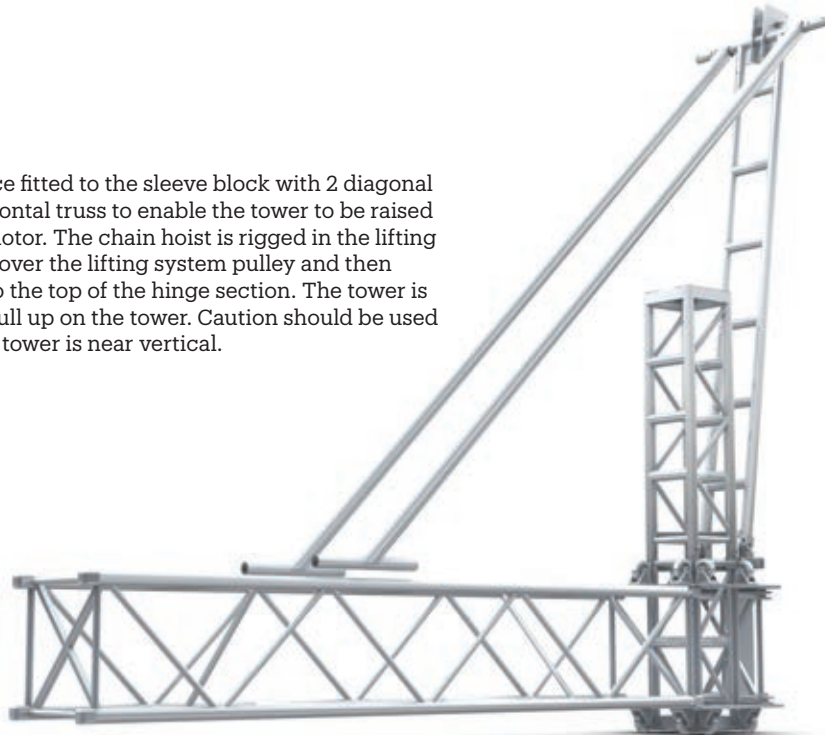 ce fitted to the sleeve block with 2 diagonal
ontal truss to enable the tower to be raised
otor. The chain hoist is rigged in the lifting
over the lifting system pulley and then
o the top of the hinge section. The tower is
ull up on the tower. Caution should be used
tower is near vertical.